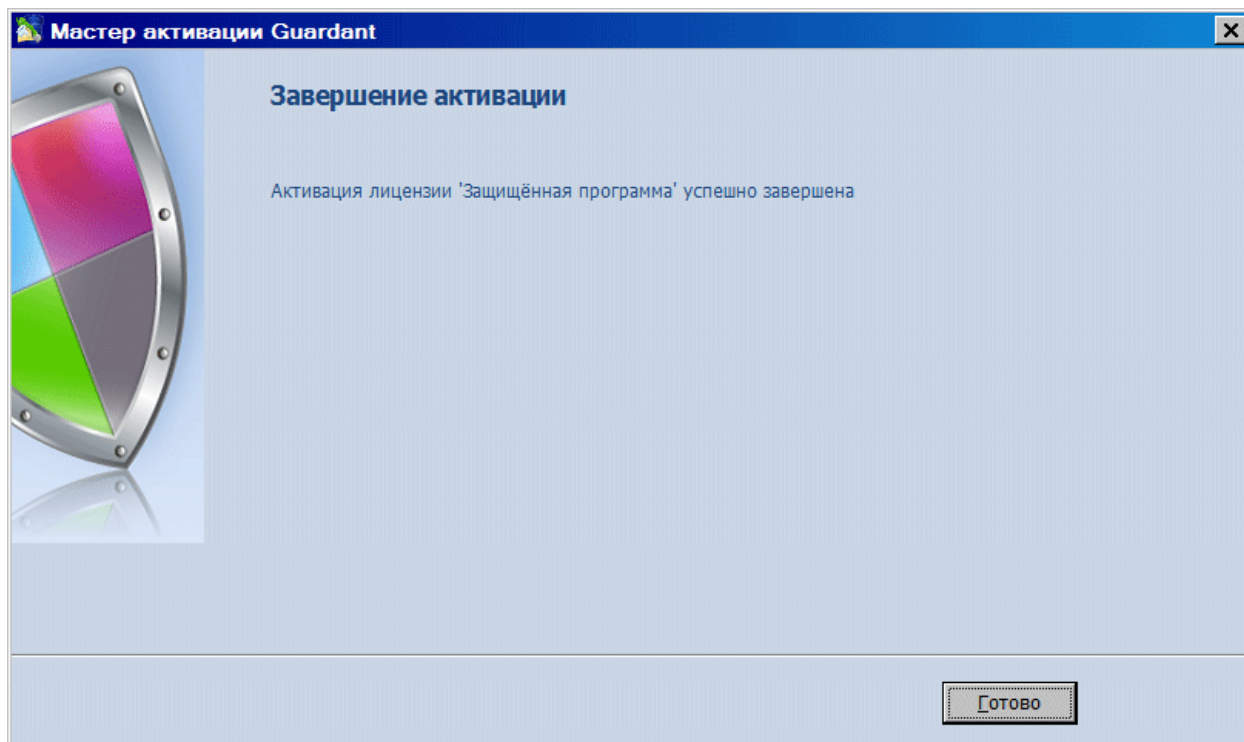 Мастер активации Guardant
Завершение активации
Активация лицензии 'Защищённая программа' успешно завершена
Готово